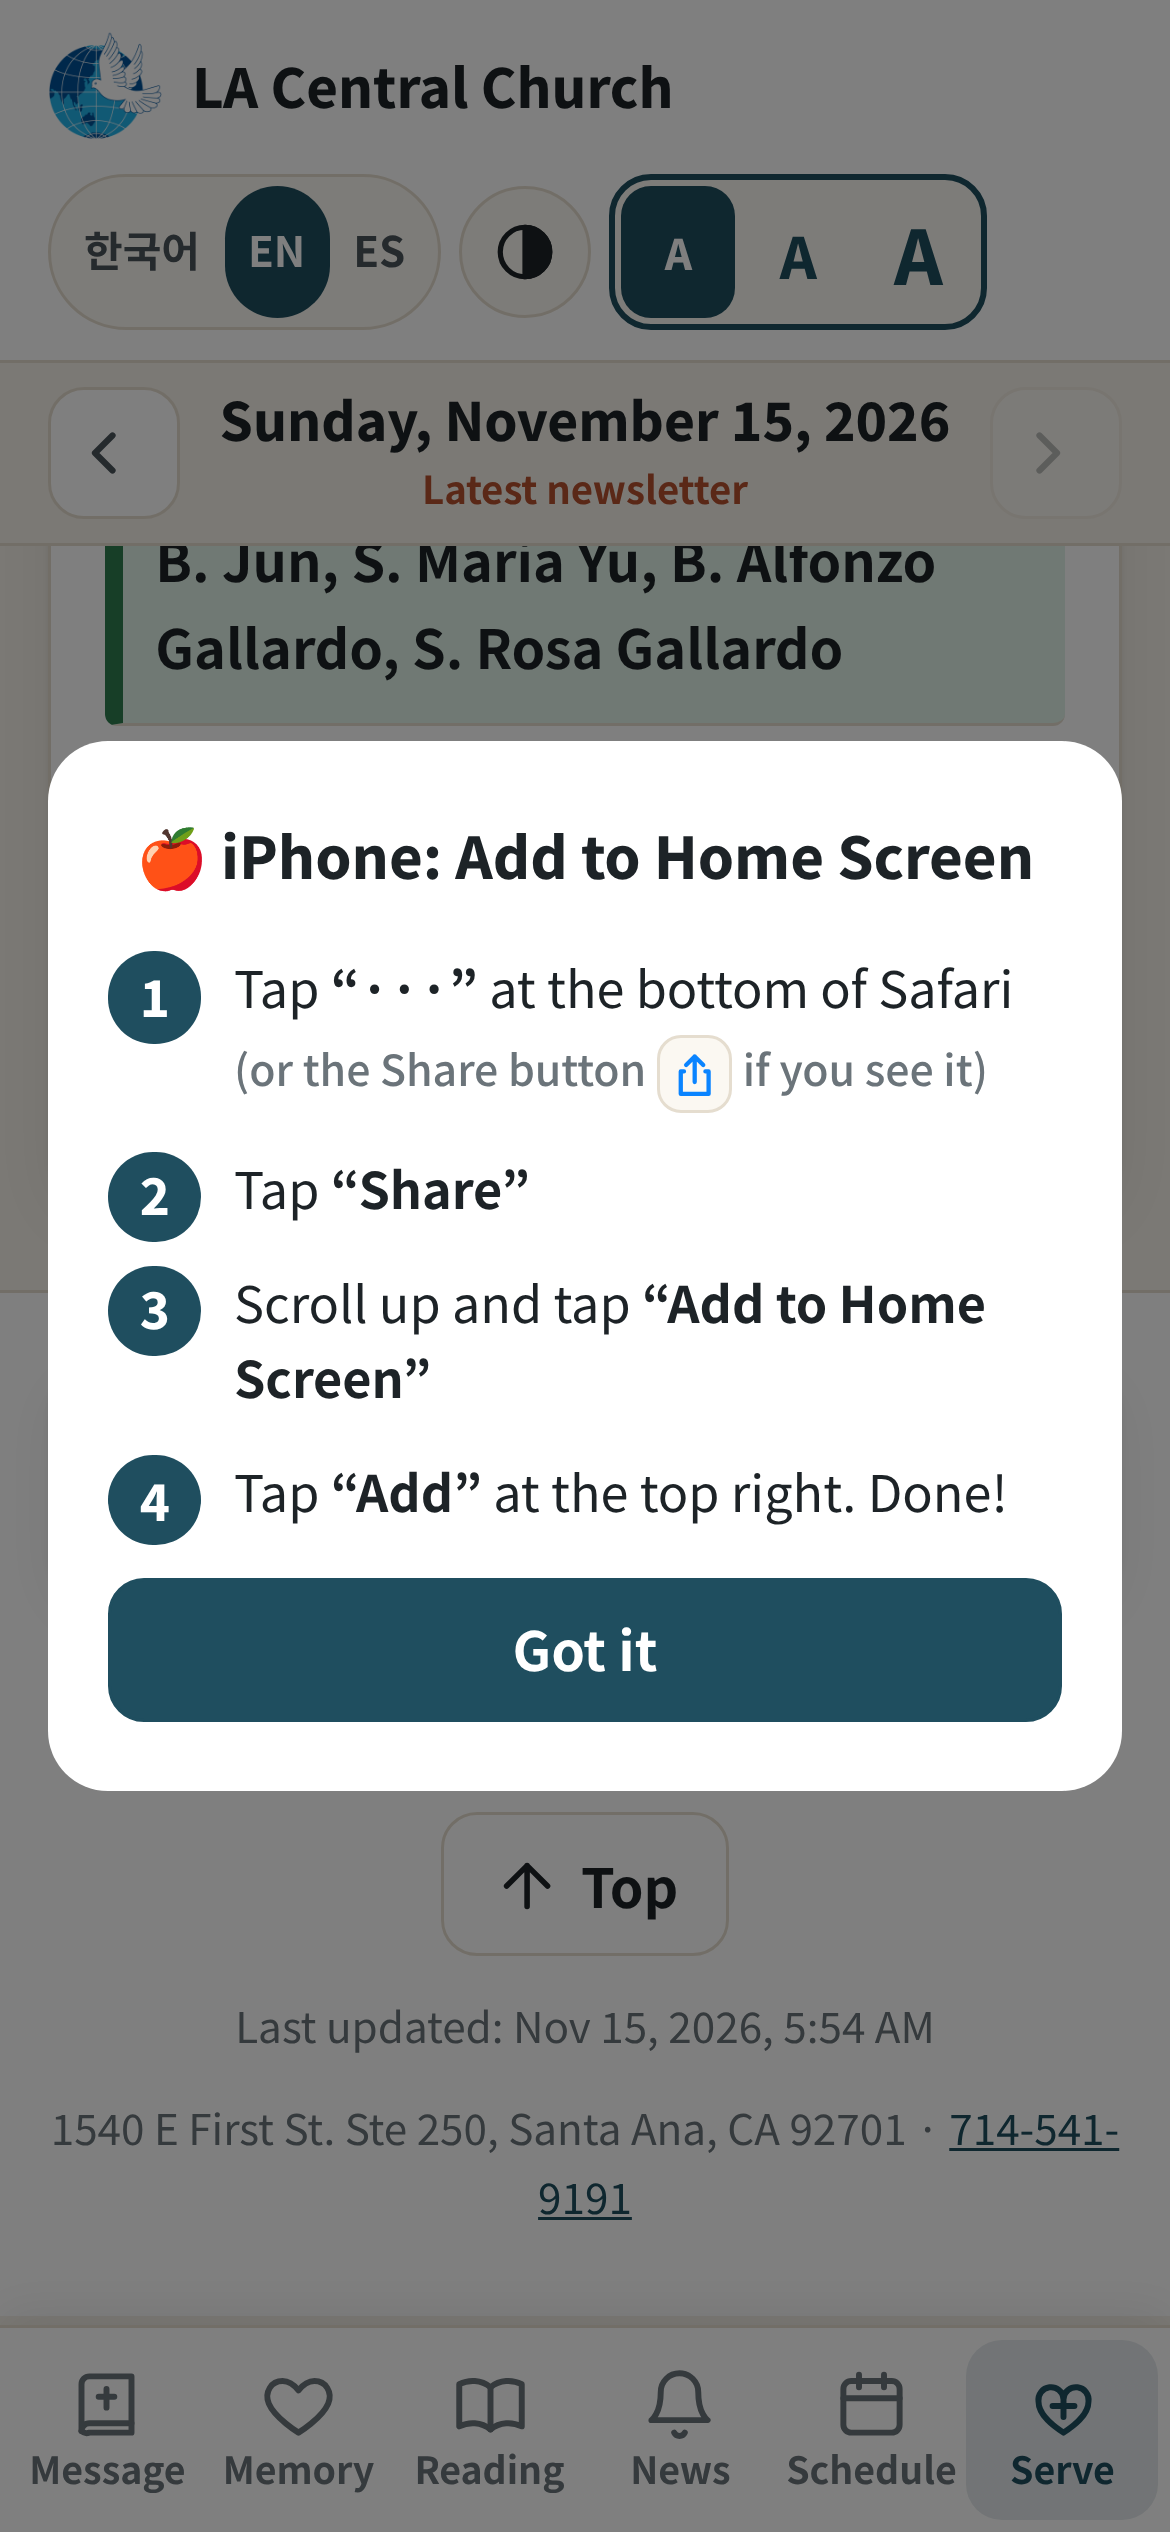 LA Central Church
한국어 EN ES A A A
Sunday, November 15, 2026
Latest newsletter
B. Jun, S. Maria Yu, B. Alfonzo
Gallardo, S. Rosa Gallardo
🍎 iPhone: Add to Home Screen
1 Tap “···” at the bottom of Safari
(or the Share button if you see it)
2 Tap “Share”
3 Scroll up and tap “Add to Home
Screen”
4 Tap “Add” at the top right. Done!
Got it
↑ Top
Last updated: Nov 15, 2026, 5:54 AM
1540 E First St. Ste 250, Santa Ana, CA 92701 · 714-541-
9191
Message Memory Reading News Schedule Serve